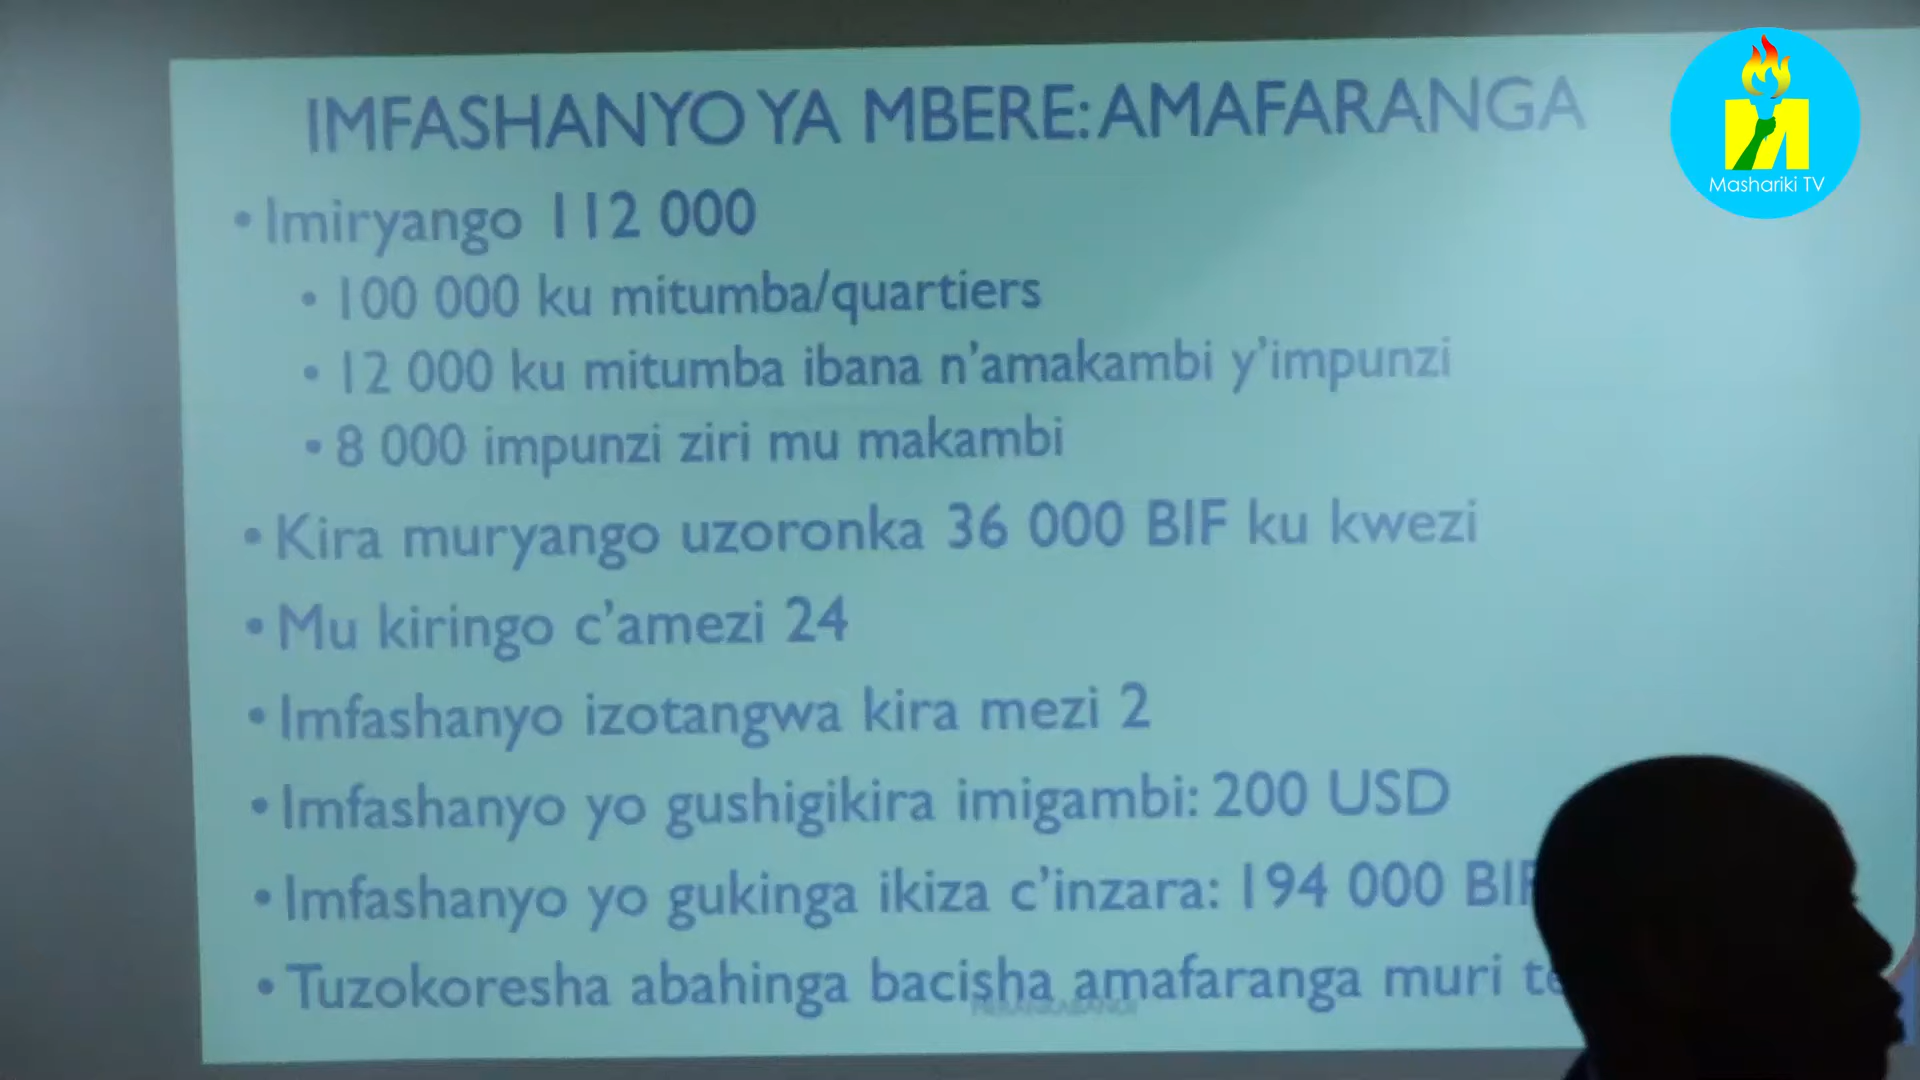 IMFASHANYO YA MBERE: AMAFARANGA
Mashariki TV
• Imiryango 112 000
• 100 000 ku mitumba/quartiers
• 12 000 ku mitumba ibana n'amakambi y'impunzi
• 8 000 impunzi ziri mu makambi
• Kira muryango uzoronka 36 000 BIF ku kwezi
• Mu kiringo c'amezi 24
• Imfashanyo izotangwa kira mezi 2
• Imfashanyo yo gushigikira imigambi: 200 USD
• Imfashanyo yo gukinga ikiza c'inzara: 194 000 BIF
• Tuzokoresha abahinga bacisha amafaranga muri